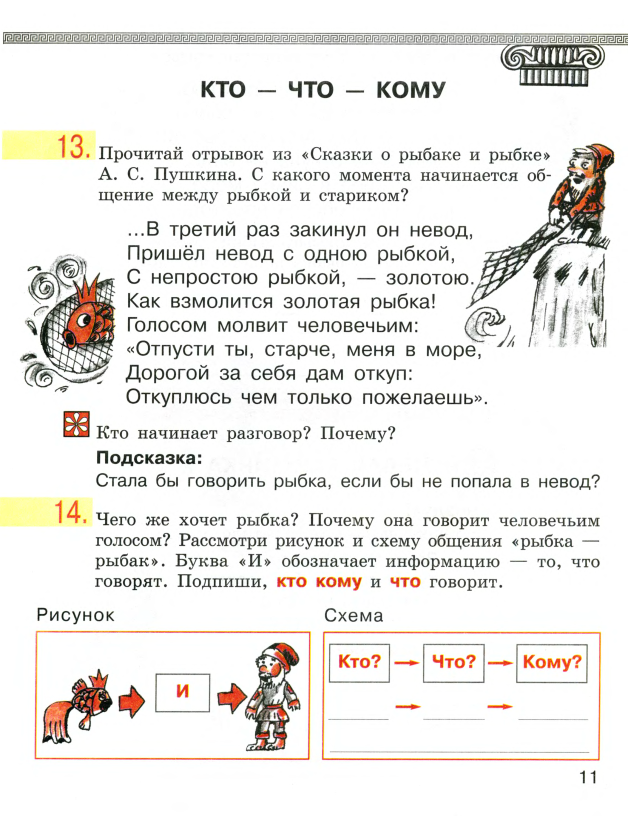 КТО — ЧТО — КОМУ
13. Прочитай отрывок из «Сказки о рыбаке и рыбке»
А. С. Пушкина. С какого момента начинается об-
щение между рыбкой и стариком?
...В третий раз закинул он невод,
Пришёл невод с одною рыбкой,
С непростою рыбкой, — золотою.
Как взмолится золотая рыбка!
Голосом молвит человечьим:
«Отпусти ты, старче, меня в море,
Дорогой за себя дам откуп:
Откуплюсь чем только пожелаешь».
Кто начинает разговор? Почему?
Подсказка:
Стала бы говорить рыбка, если бы не попала в невод?
14. Чего же хочет рыбка? Почему она говорит человечьим
голосом? Рассмотри рисунок и схему общения «рыбка —
рыбак». Буква «И» обозначает информацию — то, что
говорят. Подпиши, кто кому и что говорит.
Рисунок
И
Схема
Кто? Что? Кому?
11